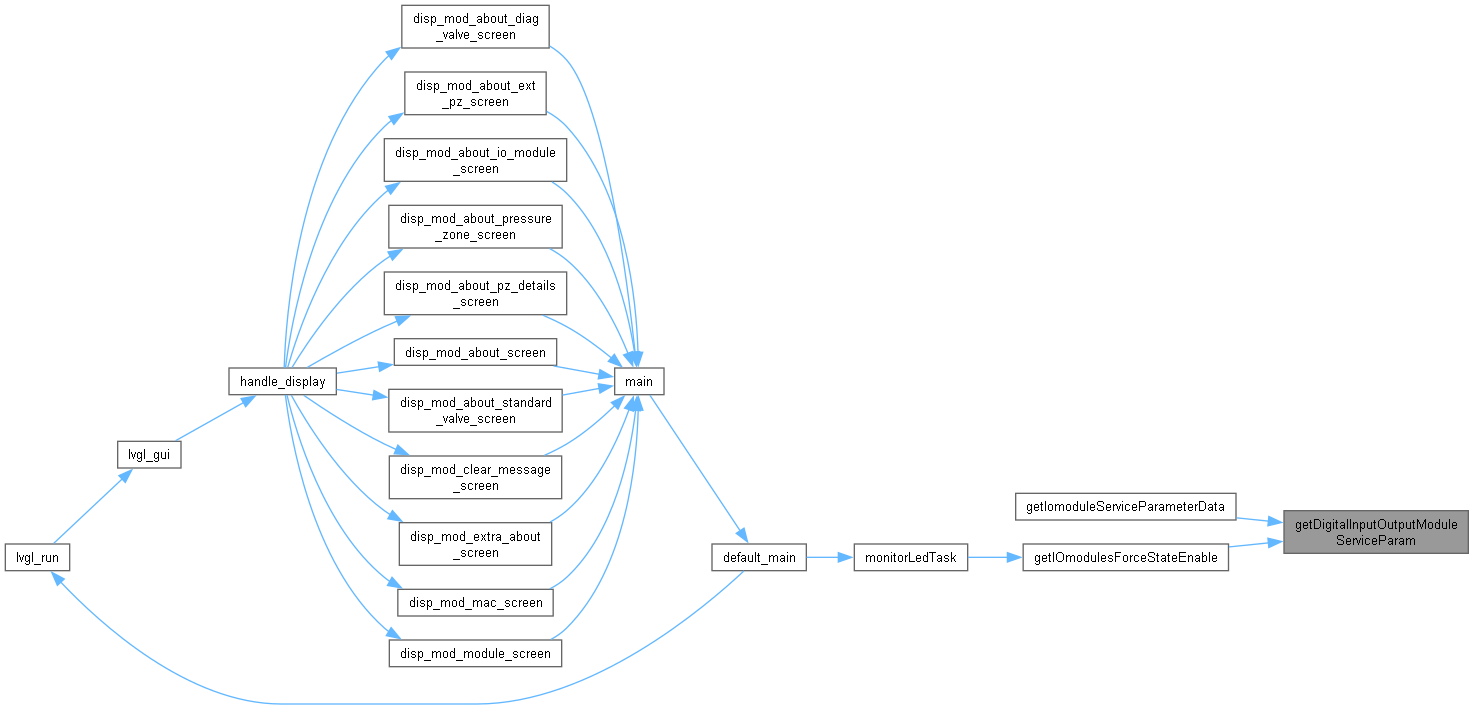 disp_mod_about_diag
_valve_screen
disp_mod_about_ext
_pz_screen
disp_mod_about_io_module
_screen
disp_mod_about_pressure
_zone_screen
disp_mod_about_pz_details
_screen
disp_mod_about_screen
handle_display
main
disp_mod_about_standard
_valve_screen
lvgl_gui
disp_mod_clear_message
_screen
getIomoduleServiceParameterData
getDigitalInputOutputModule
ServiceParam
disp_mod_extra_about
_screen
lvgl_run
default_main
monitorLedTask
getIOmodulesForceStateEnable
disp_mod_mac_screen
disp_mod_module_screen